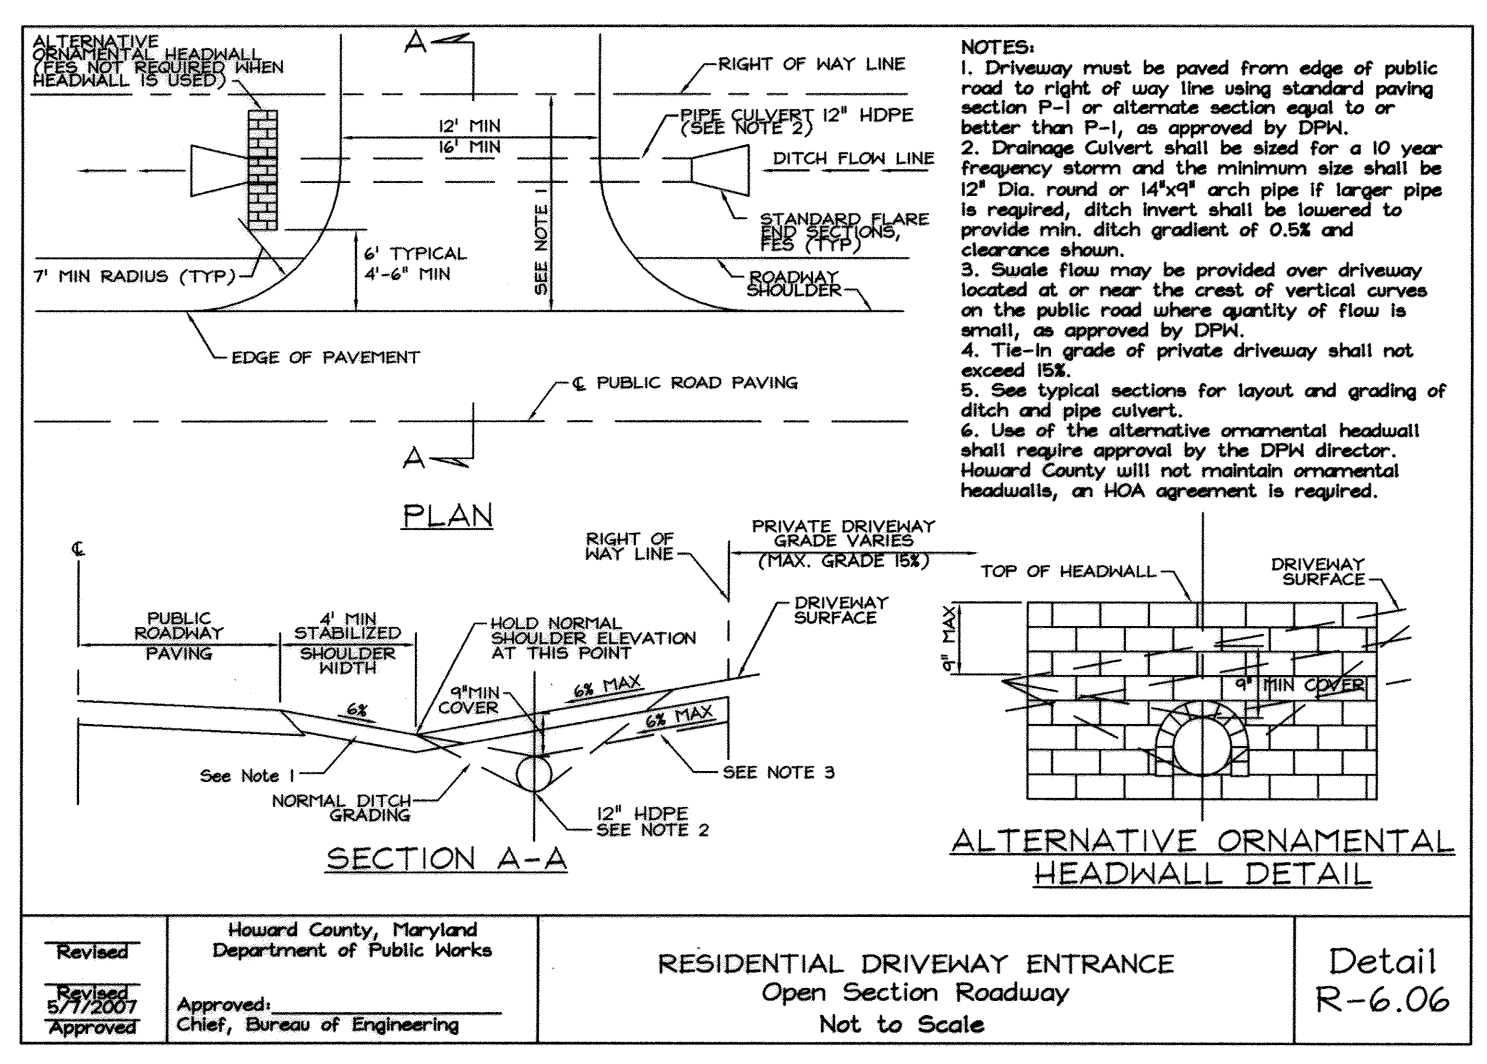 ALTERNATIVE
ORNAMENTAL HEADWALL
(FES NOT REQUIRED WHEN
HEADWALL IS USED)
A
RIGHT OF WAY LINE
PIPE CULVERT 12" HDPE
(SEE NOTE 2)
12' MIN
16' MIN
DITCH FLOW LINE
SEE NOTE 1
STANDARD FLARE
END SECTIONS,
FES (TYP)
6' TYPICAL
4'-6" MIN
7' MIN RADIUS (TYP)
ROADWAY
SHOULDER
EDGE OF PAVEMENT
℄ PUBLIC ROAD PAVING
A
PLAN
NOTES:
1. Driveway must be paved from edge of public
road to right of way line using standard paving
section P-1 or alternate section equal to or
better than P-1, as approved by DPW.
2. Drainage Culvert shall be sized for a 10 year
frequency storm and the minimum size shall be
12" Dia. round or 14"x9" arch pipe if larger pipe
is required, ditch invert shall be lowered to
provide min. ditch gradient of 0.5% and
clearance shown.
3. Swale flow may be provided over driveway
located at or near the crest of vertical curves
on the public road where quantity of flow is
small, as approved by DPW.
4. Tie-In grade of private driveway shall not
exceed 15%.
5. See typical sections for layout and grading of
ditch and pipe culvert.
6. Use of the alternative ornamental headwall
shall require approval by the DPW director.
Howard County will not maintain ornamental
headwalls, an HOA agreement is required.
℄
PUBLIC
ROADWAY
PAVING
4' MIN
STABILIZED
SHOULDER
WIDTH
HOLD NORMAL
SHOULDER ELEVATION
AT THIS POINT
RIGHT OF
WAY LINE
PRIVATE DRIVEWAY
GRADE VARIES
(MAX. GRADE 15%)
DRIVEWAY
SURFACE
6%
9"MIN
COVER
6% MAX
6% MAX
See Note 1
NORMAL DITCH
GRADING
SEE NOTE 3
12" HDPE
SEE NOTE 2
SECTION A-A
TOP OF HEADWALL
DRIVEWAY
SURFACE
9" MAX
9" MIN COVER
ALTERNATIVE ORNAMENTAL
HEADWALL DETAIL
Revised
Revised
5/7/2007
Approved
Howard County, Maryland
Department of Public Works
Approved:
Chief, Bureau of Engineering
RESIDENTIAL DRIVEWAY ENTRANCE
Open Section Roadway
Not to Scale
Detail
R-6.06